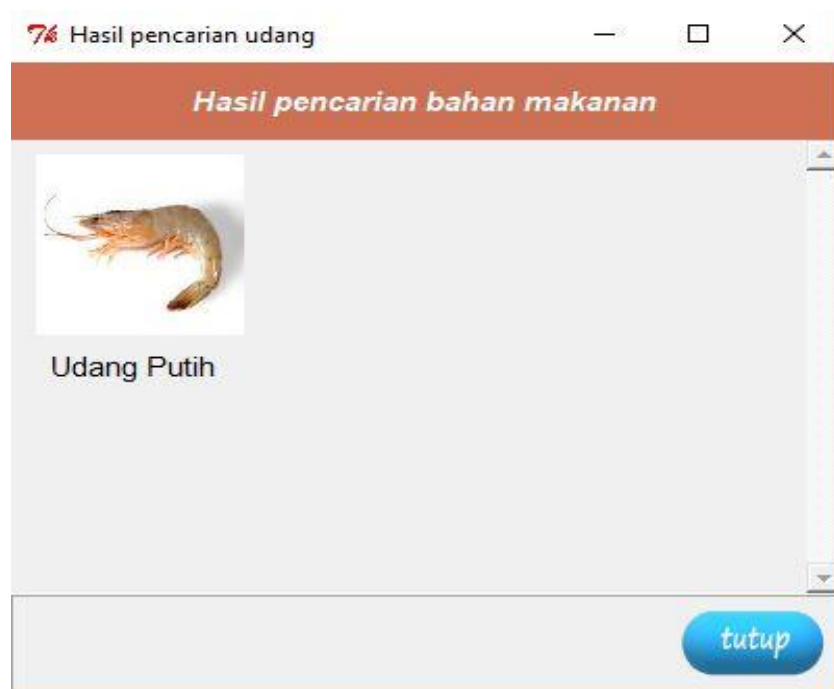 Hasil pencarian udang
Hasil pencarian bahan makanan
Udang Putih
tutup